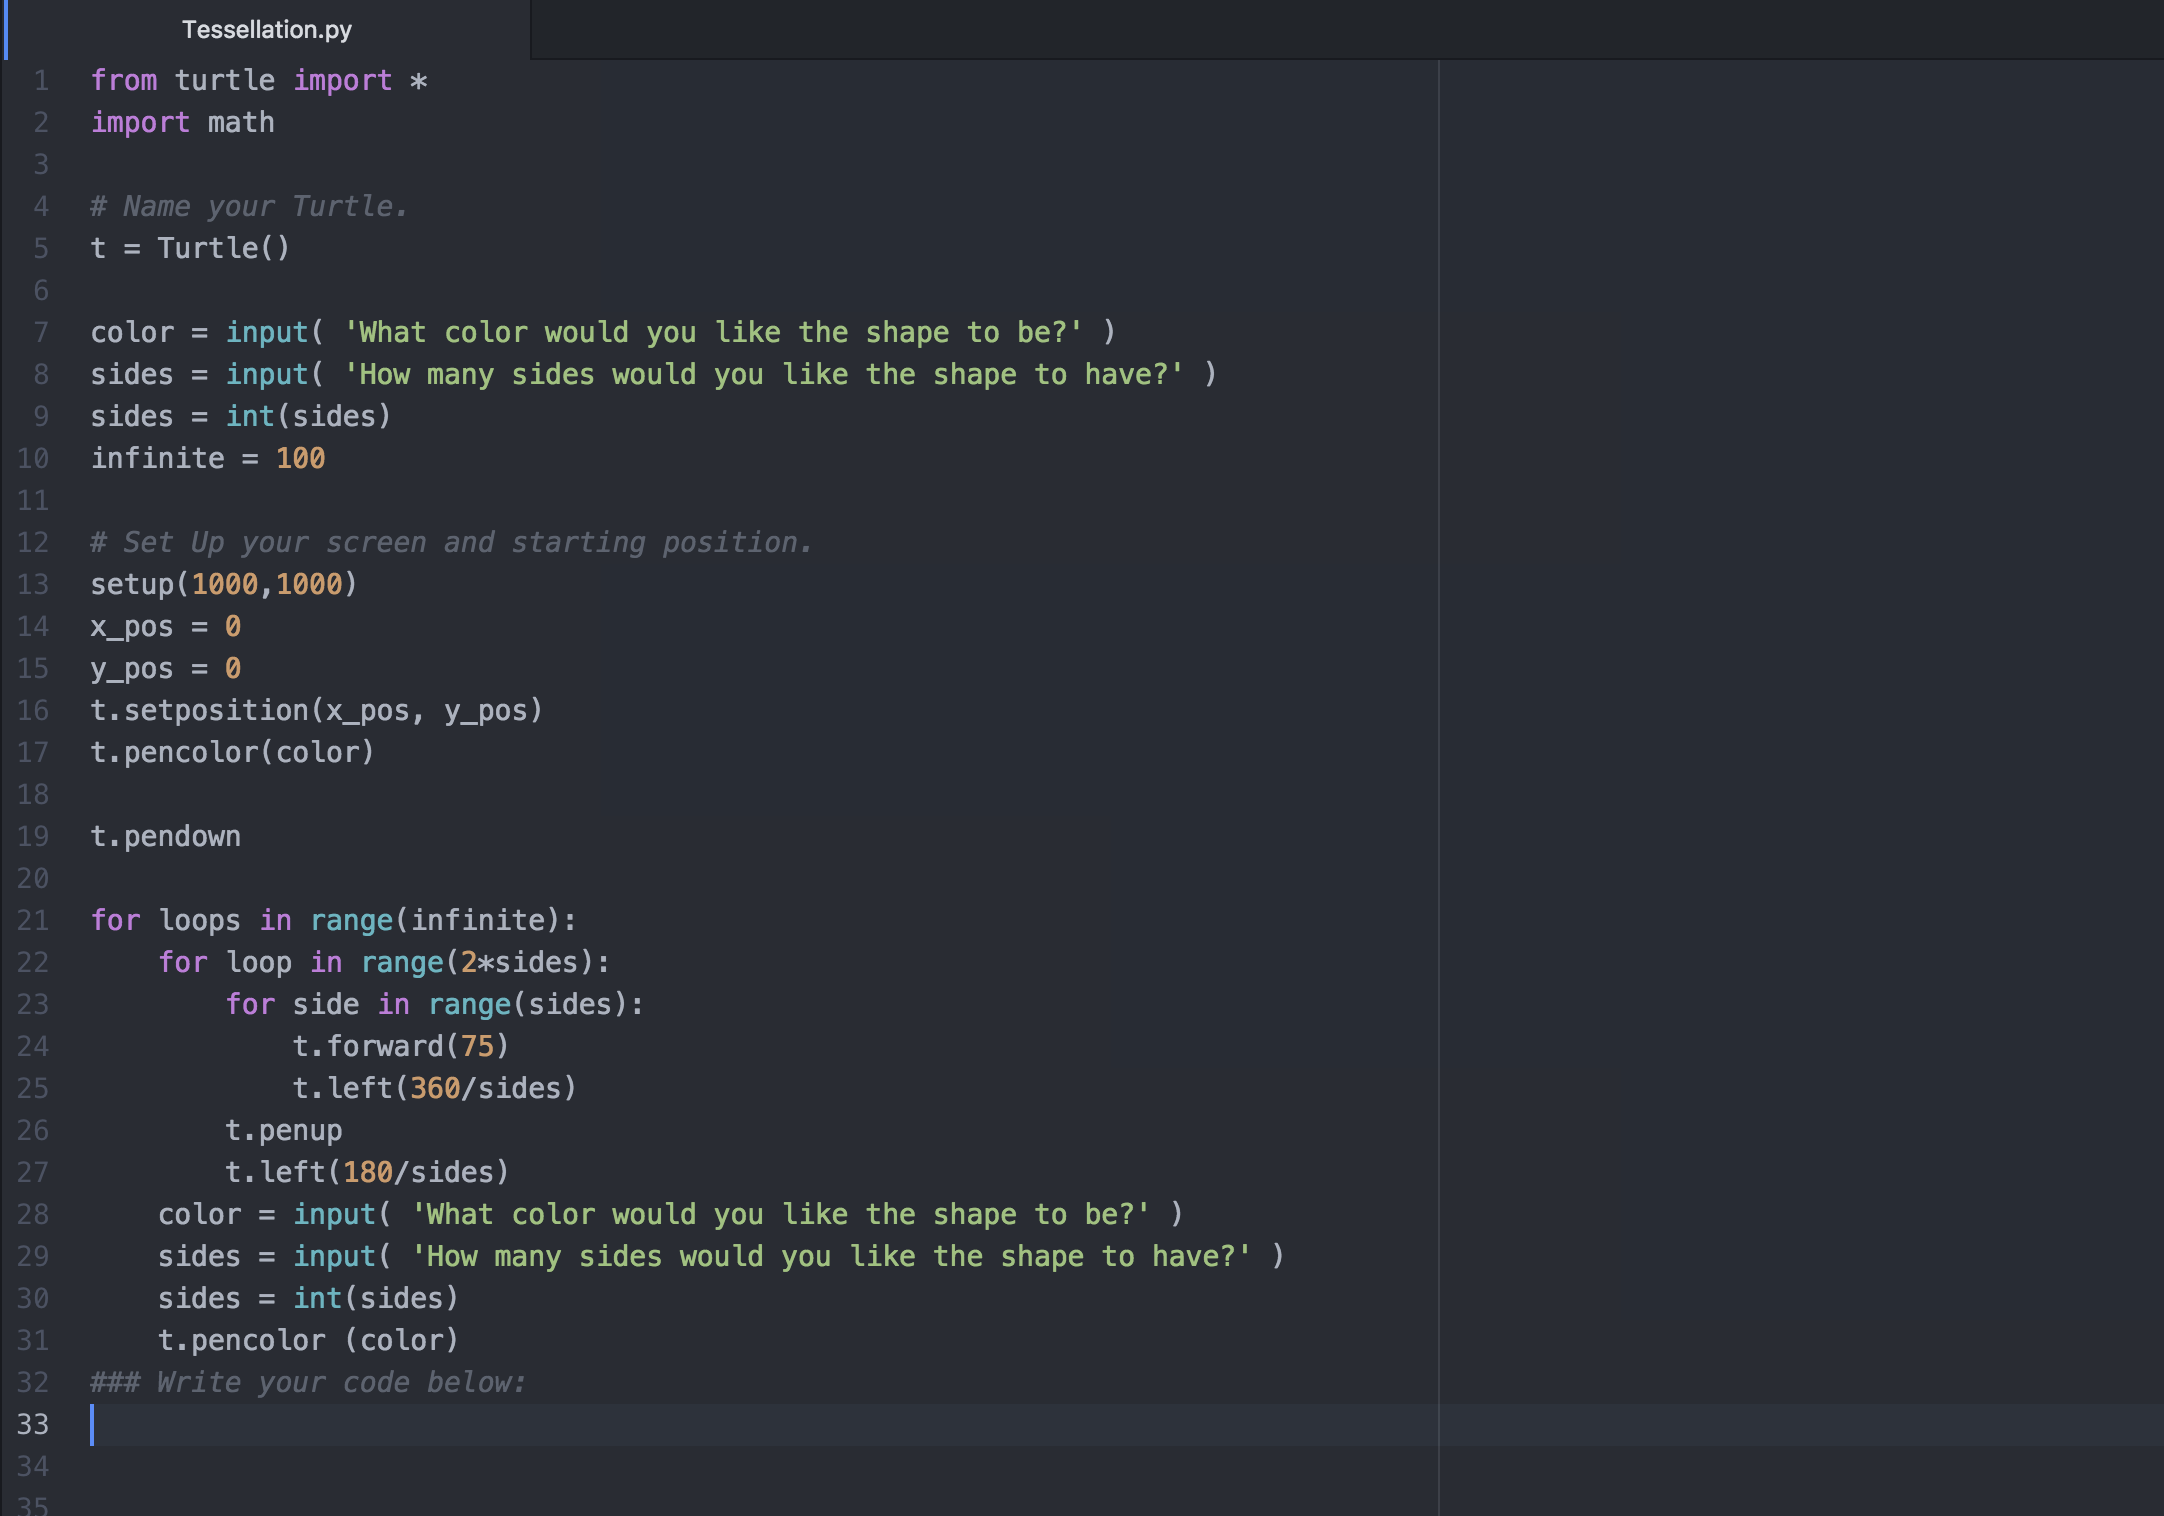 Tessellation.py
1 from turtle import *
2 import math
3
4 # Name your Turtle.
5 t = Turtle()
6
7 color = input( 'What color would you like the shape to be?' )
8 sides = input( 'How many sides would you like the shape to have?' )
9 sides = int(sides)
10 infinite = 100
11
12 # Set Up your screen and starting position.
13 setup(1000,1000)
14 x_pos = 0
15 y_pos = 0
16 t.setposition(x_pos, y_pos)
17 t.pencolor(color)
18
19 t.pendown
20
21 for loops in range(infinite):
22     for loop in range(2*sides):
23         for side in range(sides):
24             t.forward(75)
25             t.left(360/sides)
26         t.penup
27         t.left(180/sides)
28     color = input( 'What color would you like the shape to be?' )
29     sides = input( 'How many sides would you like the shape to have?' )
30     sides = int(sides)
31     t.pencolor (color)
32 ### Write your code below:
33
34
35